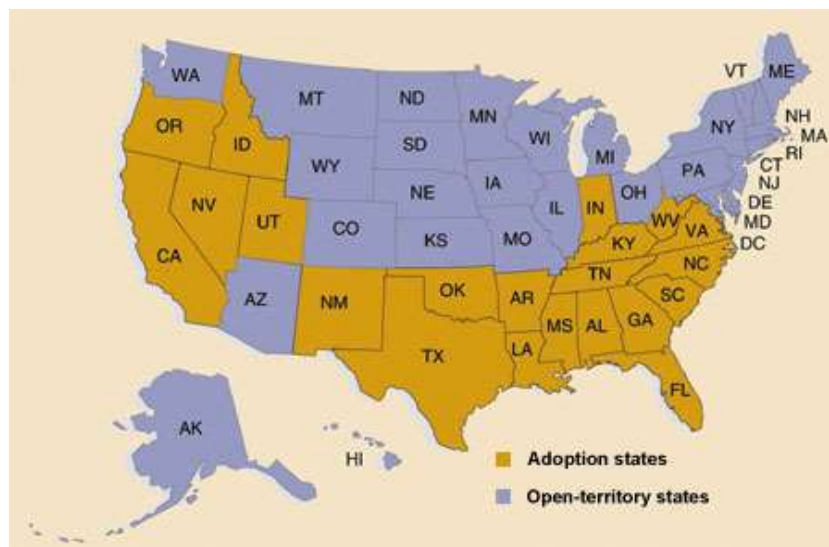 WA
MT
ND
MN
VT
ME
OR
ID
SD
WI
MI
NY
NH
MA
RI
CT
NJ
WY
IA
PA
NE
NV
UT
CO
IL
IN
OH
DE
MD
DC
WV
VA
KS
MO
KY
CA
AZ
NM
OK
AR
TN
NC
SC
MS
AL
GA
TX
LA
FL
AK
HI
Adoption states
Open-territory states